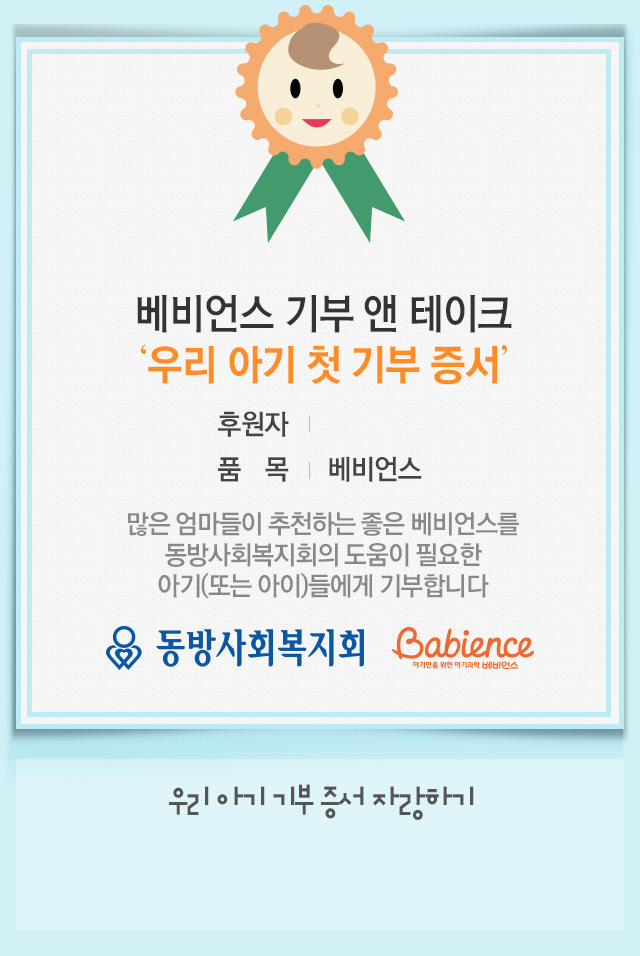 베비언스 기부 앤 테이크
‘우리 아기 첫 기부 증서’
후원자
품 목 | 베비언스
많은 엄마들이 추천하는 좋은 베비언스를
동방사회복지회의 도움이 필요한
아기(또는 아이)들에게 기부합니다
동방사회복지회 Babience
아기만을 위한 아기과학 베비언스
우리 아기 기부 증서 자랑하기